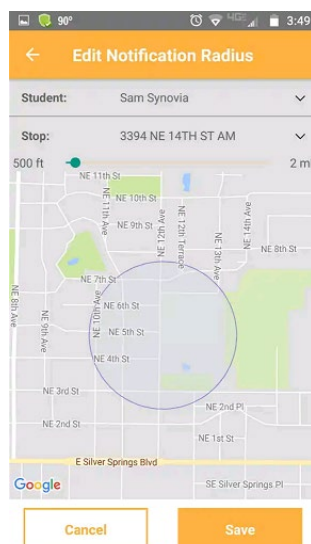 90° 4G 3:49
Edit Notification Radius
Student: Sam Synovia
Stop: 3394 NE 14TH ST AM
500 ft 2 m
NE 11th St
NE 11th Ave
NE 10th St
NE 12th Ave
NE 12th Terrace
NE 14th Ave
NE 9th St
NE 13th Ave
NE 8th St
NE 7th St
NE 8th Ave
NE 10th Ave
NE 6th St
NE 9th Ave
NE 5th St
NE 4th St
NE 3rd St
NE 2nd Pl
NE 2nd St
NE 1st St
E Silver Springs Blvd
Google
SE Silver Springs Pl
Cancel Save